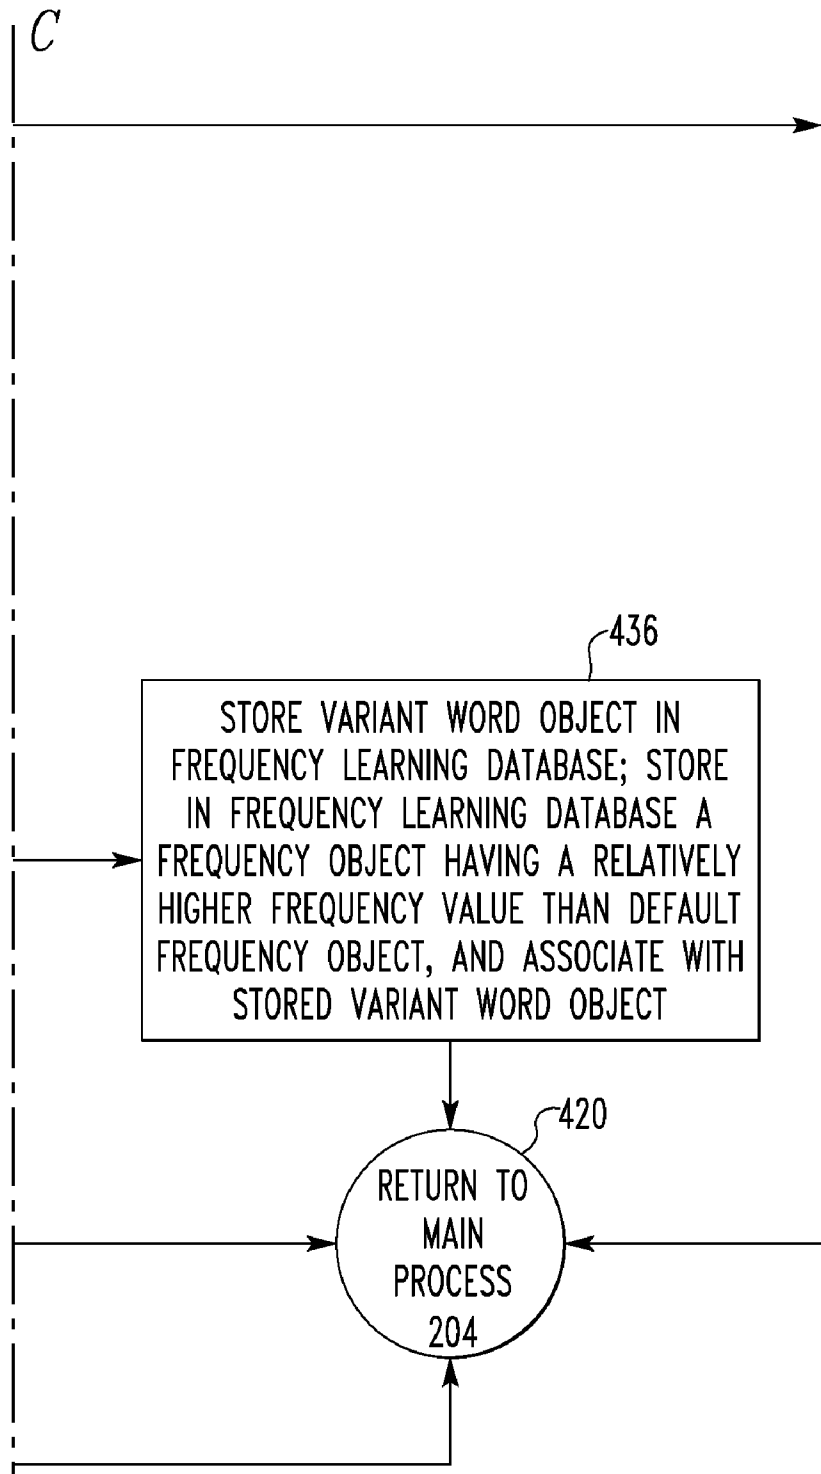 C
436
STORE VARIANT WORD OBJECT IN
FREQUENCY LEARNING DATABASE; STORE
IN FREQUENCY LEARNING DATABASE A
FREQUENCY OBJECT HAVING A RELATIVELY
HIGHER FREQUENCY VALUE THAN DEFAULT
FREQUENCY OBJECT, AND ASSOCIATE WITH
STORED VARIANT WORD OBJECT
420
RETURN TO
MAIN
PROCESS
204